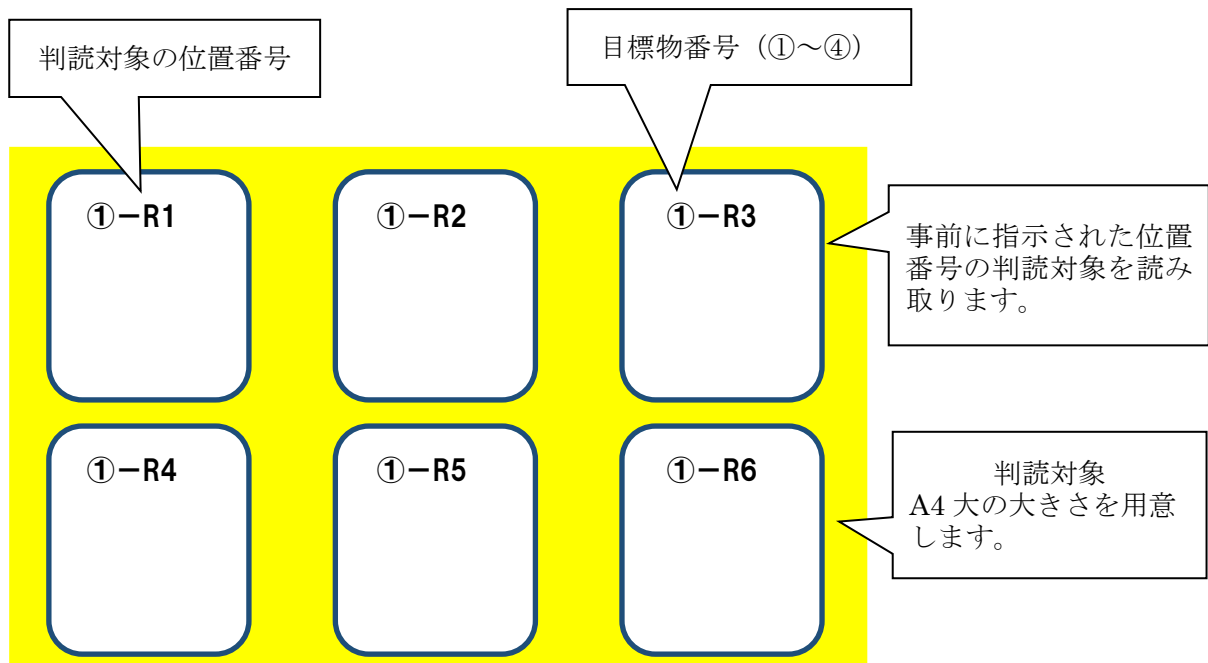 判読対象の位置番号
目標物番号（①～④）
①－R1
①－R2
①－R3
事前に指示された位置
番号の判読対象を読み
取ります。
①－R4
①－R5
①－R6
判読対象
A4 大の大きさを用意
します。